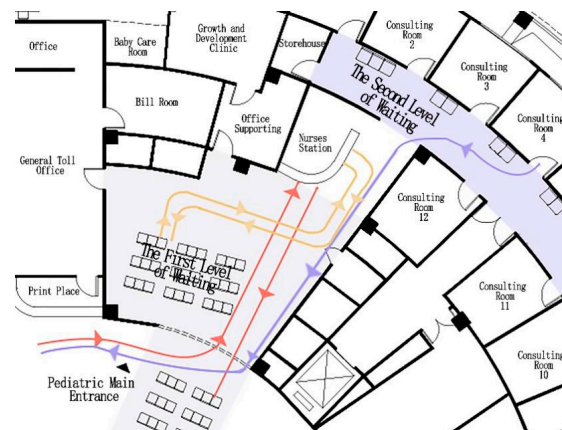 Office
Baby Care
Room
Growth and
Development
Clinic
Storehouse
Consulting
Room
2
Consulting
Room
3
Consulting
Room
4
The Second Level
of Waiting
Bill Room
Office
Supporting
Nurses
Station
General Toll
Office
Consulting
Room
12
The First Level
of Waiting
Print Place
Consulting
Room
11
Consulting
Room
10
Pediatric Main
Entrance